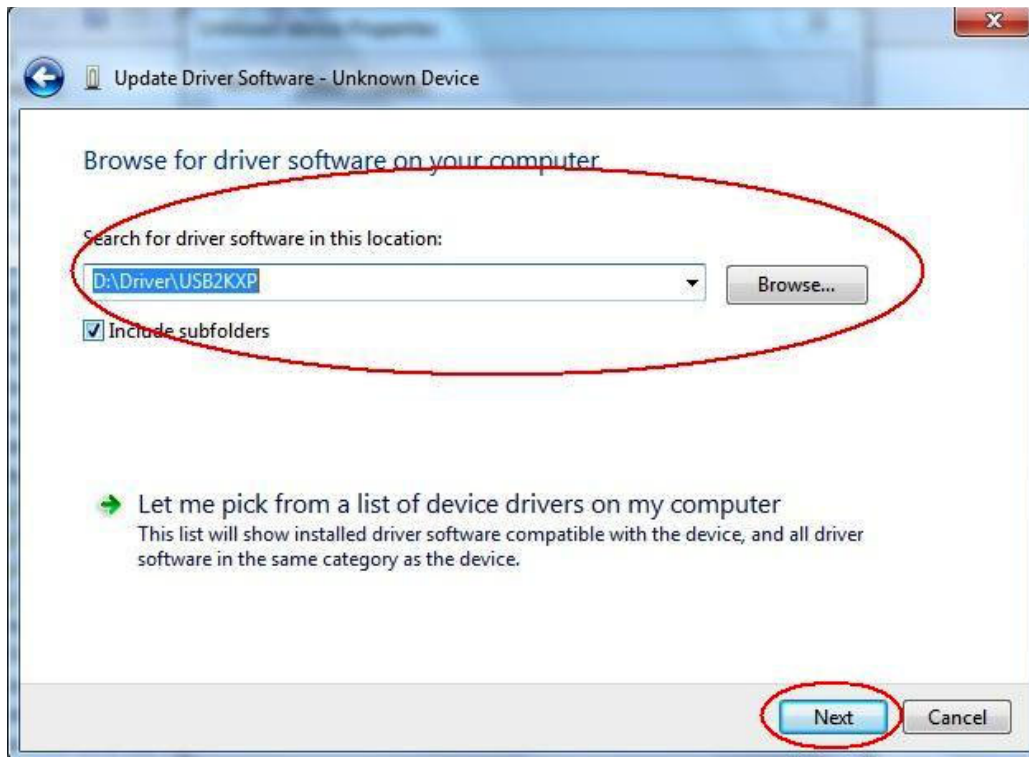 Unknown device Properties
Update Driver Software - Unknown Device
Browse for driver software on your computer
Search for driver software in this location:
D:\Driver\USB2KXP
Browse...
Include subfolders
Let me pick from a list of device drivers on my computer
This list will show installed driver software compatible with the device, and all driver
software in the same category as the device.
Next
Cancel